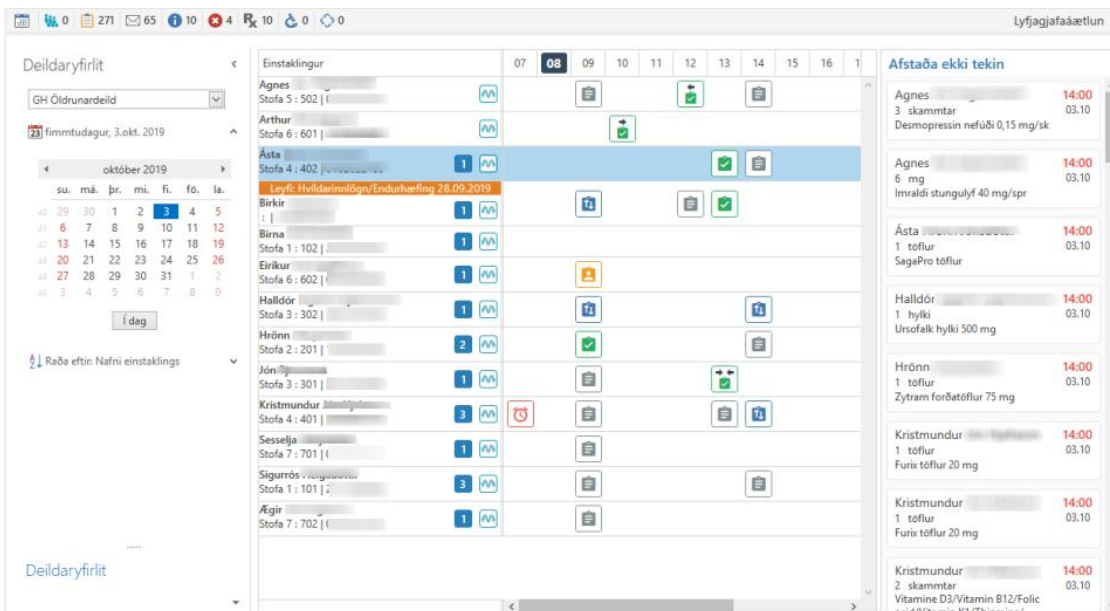 0 271 65 10 4 Rx 10 0 0
Lyfjagjafaáætlun
Deildaryfirlit
GH Öldrunardeild
23 fimmtudagur, 3.okt. 2019
október 2019
su. má. þr. mi. fi. fö. la.
40 29 30 1 2 3 4 5
41 6 7 8 9 10 11 12
42 13 14 15 16 17 18 19
43 20 21 22 23 24 25 26
44 27 28 29 30 31 1 2
45 3 4 5 6 7 8 9
Í dag
Raða eftir: Nafni einstaklings
Deildaryfirlit
Einstaklingur 07 08 09 10 11 12 13 14 15 16 1
Agnes
Stofa 5 : 502 |
Arthur
Stofa 6 : 601 |
Ásta
Stofa 4 : 402 1
Leyfi: Hvíldarinnlögn/Endurhæfing 28.09.2019
Birkir
: | 1
Birna
Stofa 1 : 102 | 1
Eiríkur
Stofa 6 : 602 | 1
Halldór
Stofa 3 : 302 | 1
Hrönn
Stofa 2 : 201 | 2
Jón
Stofa 3 : 301 | 1
Kristmundur
Stofa 4 : 401 | 3
Sesselja
Stofa 7 : 701 | 1
Sigurrós
Stofa 1 : 101 | 3
Ægir
Stofa 7 : 702 | 1
Afstaða ekki tekin
Agnes 14:00
3 skammtar 03.10
Desmopressin nefúði 0,15 mg/sk
Agnes 14:00
6 mg 03.10
Imraldi stungulyf 40 mg/spr
Ásta 14:00
1 töflur 03.10
SagaPro töflur
Halldór 14:00
1 hylki 03.10
Ursofalk hylki 500 mg
Hrönn 14:00
1 töflur 03.10
Zytram forðatöflur 75 mg
Kristmundur 14:00
1 töflur 03.10
Furix töflur 20 mg
Kristmundur 14:00
1 töflur 03.10
Furix töflur 20 mg
Kristmundur 14:00
2 skammtar 03.10
Vitamine D3/Vitamin B12/Folic